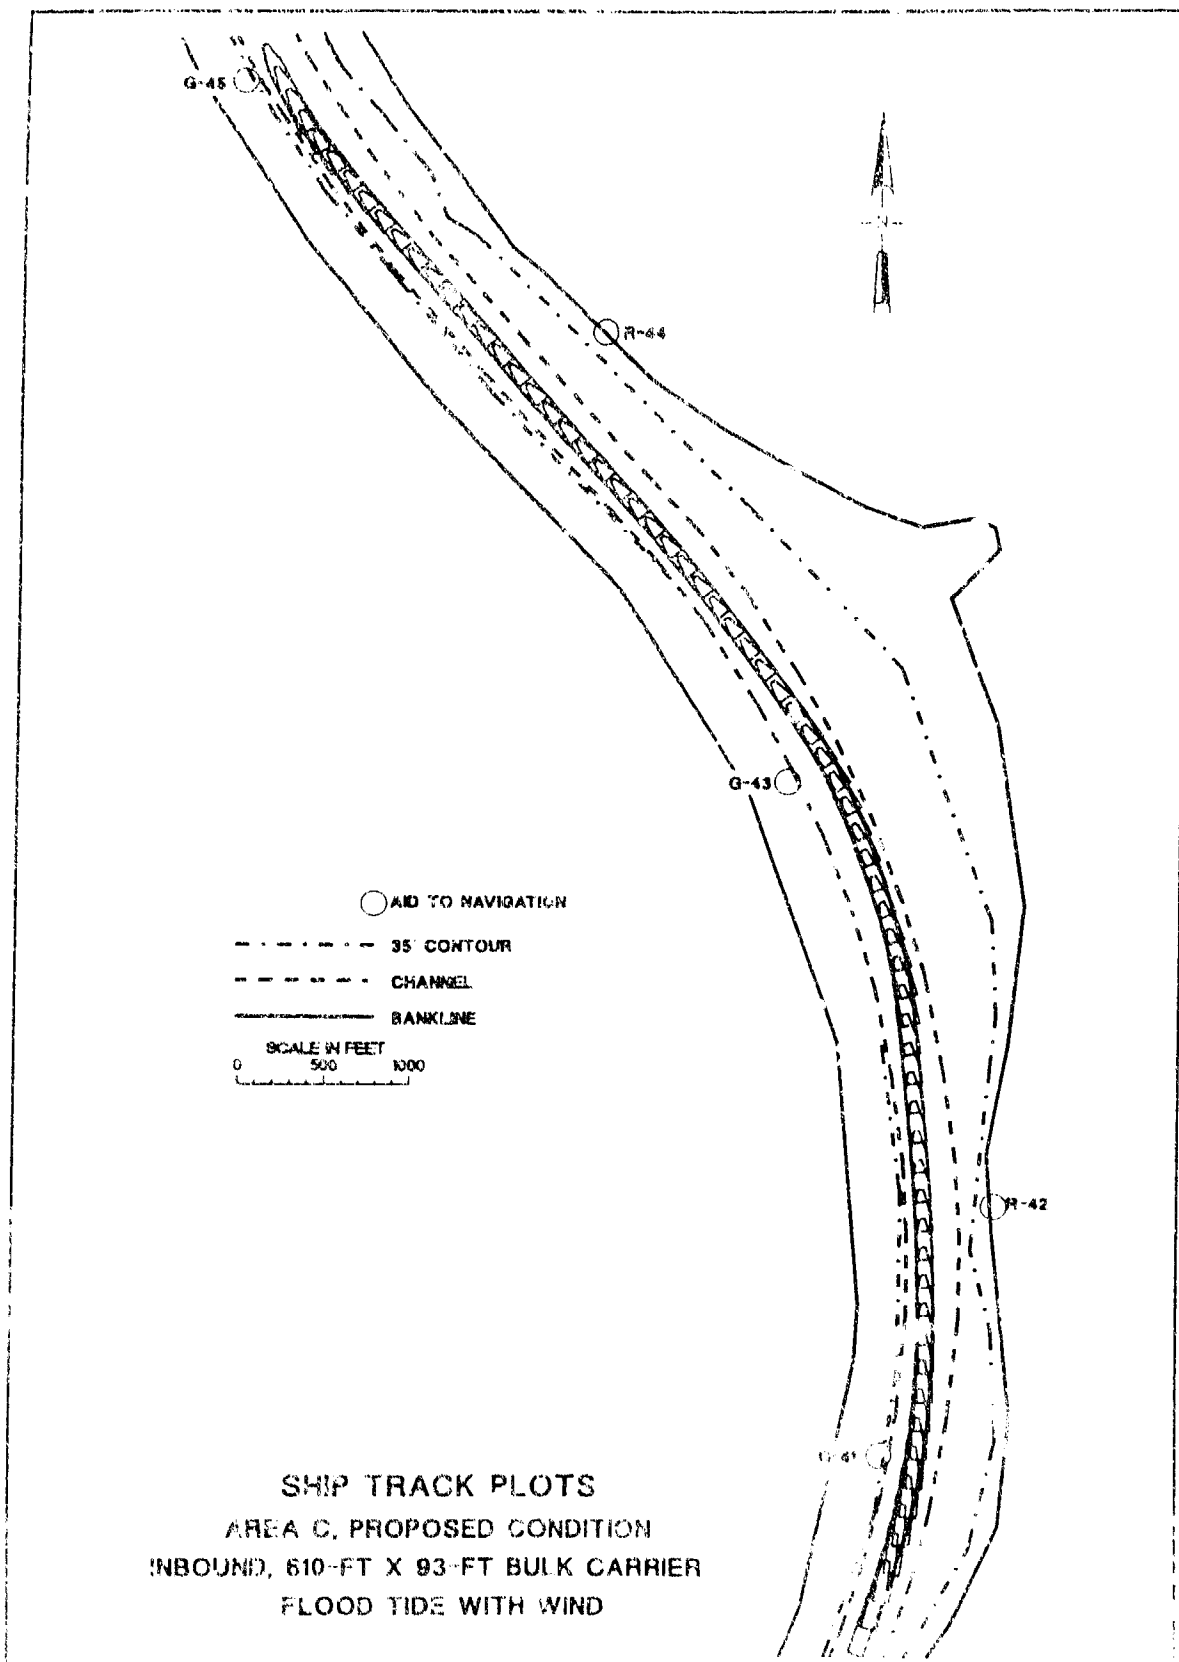 G-45
N
R-44
G-43
AID TO NAVIGATION
35' CONTOUR
CHANNEL
BANKLINE
SCALE IN FEET
0 500 1000
R-42
G-41
SHIP TRACK PLOTS
AREA C, PROPOSED CONDITION
INBOUND, 610-FT X 93-FT BULK CARRIER
FLOOD TIDE WITH WIND